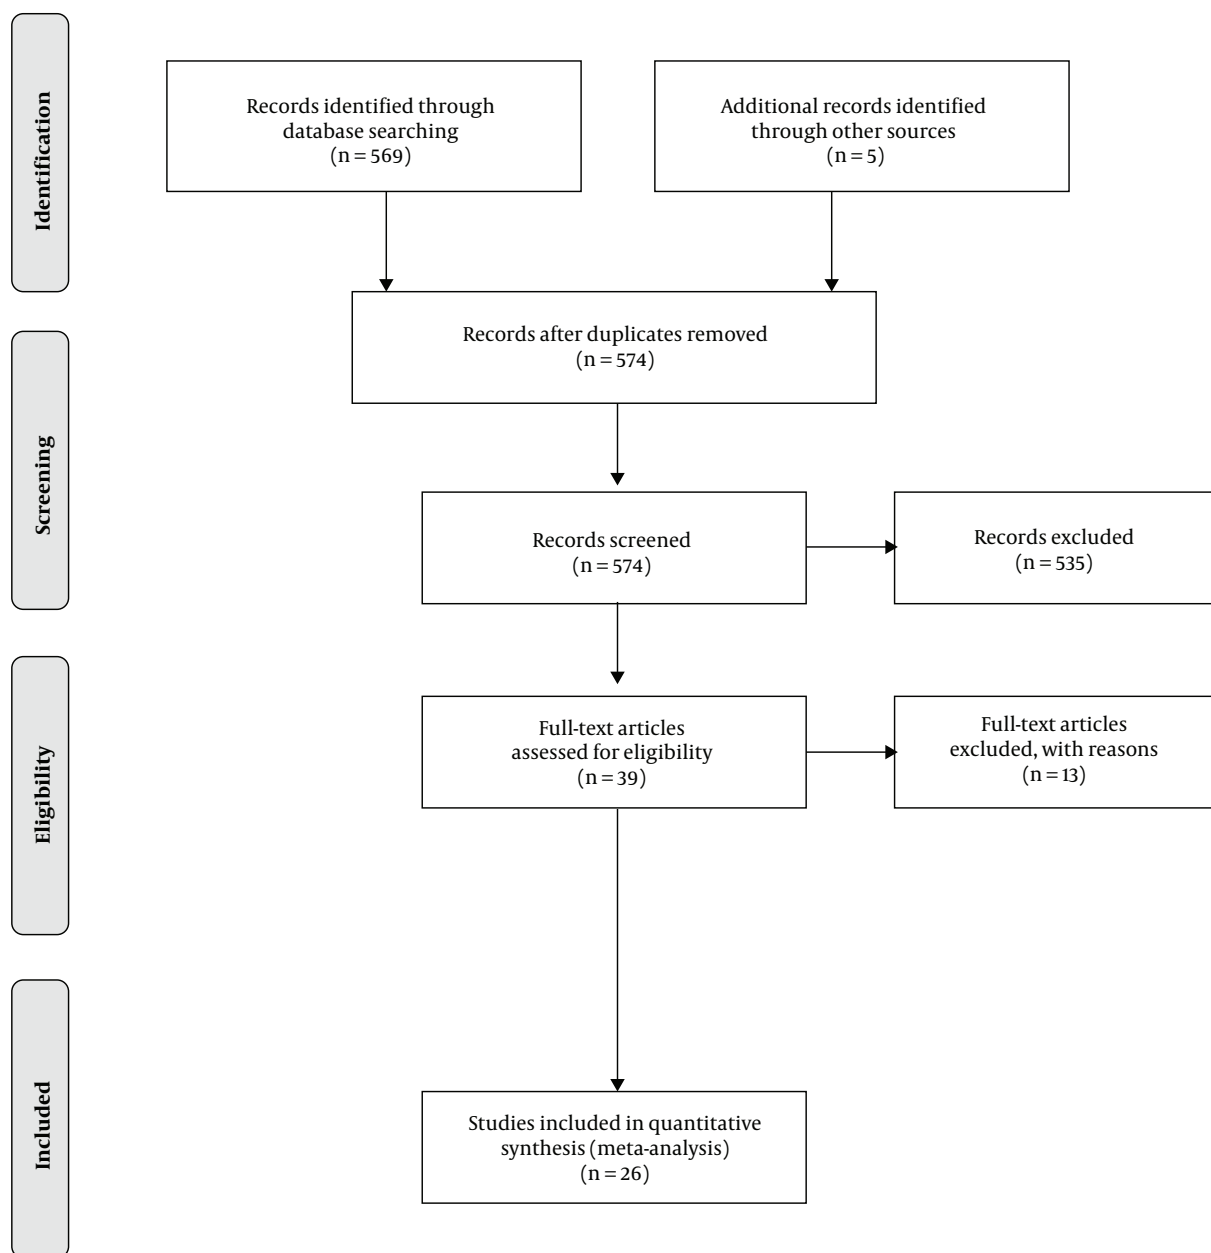 Identification
Records identified through
database searching
(n = 569)
Additional records identified
through other sources
(n = 5)
Records after duplicates removed
(n = 574)
Screening
Records screened
(n = 574)
Records excluded
(n = 535)
Eligibility
Full-text articles
assessed for eligibility
(n = 39)
Full-text articles
excluded, with reasons
(n = 13)
Included
Studies included in quantitative
synthesis (meta-analysis)
(n = 26)